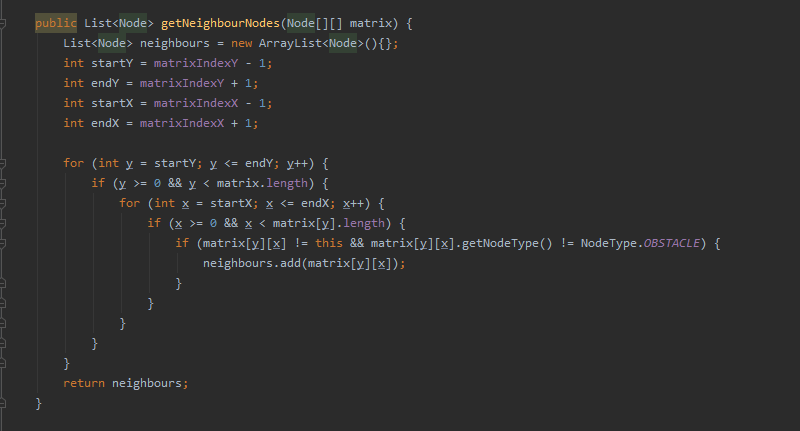 public List<Node> getNeighbourNodes(Node[][] matrix) {
    List<Node> neighbours = new ArrayList<Node>(){};
    int startY = matrixIndexY - 1;
    int endY = matrixIndexY + 1;
    int startX = matrixIndexX - 1;
    int endX = matrixIndexX + 1;

    for (int y = startY; y <= endY; y++) {
        if (y >= 0 && y < matrix.length) {
            for (int x = startX; x <= endX; x++) {
                if (x >= 0 && x < matrix[y].length) {
                    if (matrix[y][x] != this && matrix[y][x].getNodeType() != NodeType.OBSTACLE) {
                        neighbours.add(matrix[y][x]);
                    }
                }
            }
        }
    }
    return neighbours;
}